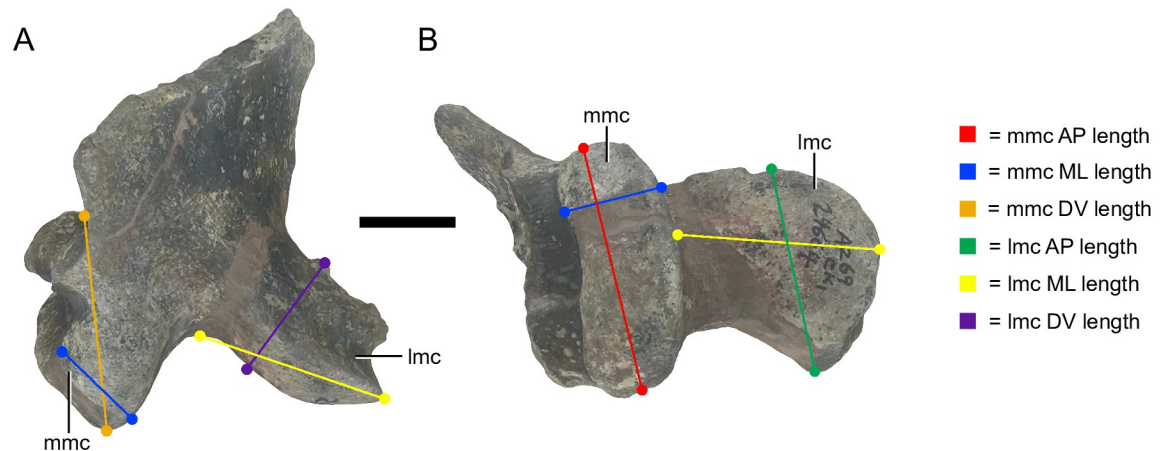 A
B
mmc
lmc
lmc
mmc
= mmc AP length
= mmc ML length
= mmc DV length
= lmc AP length
= lmc ML length
= lmc DV length